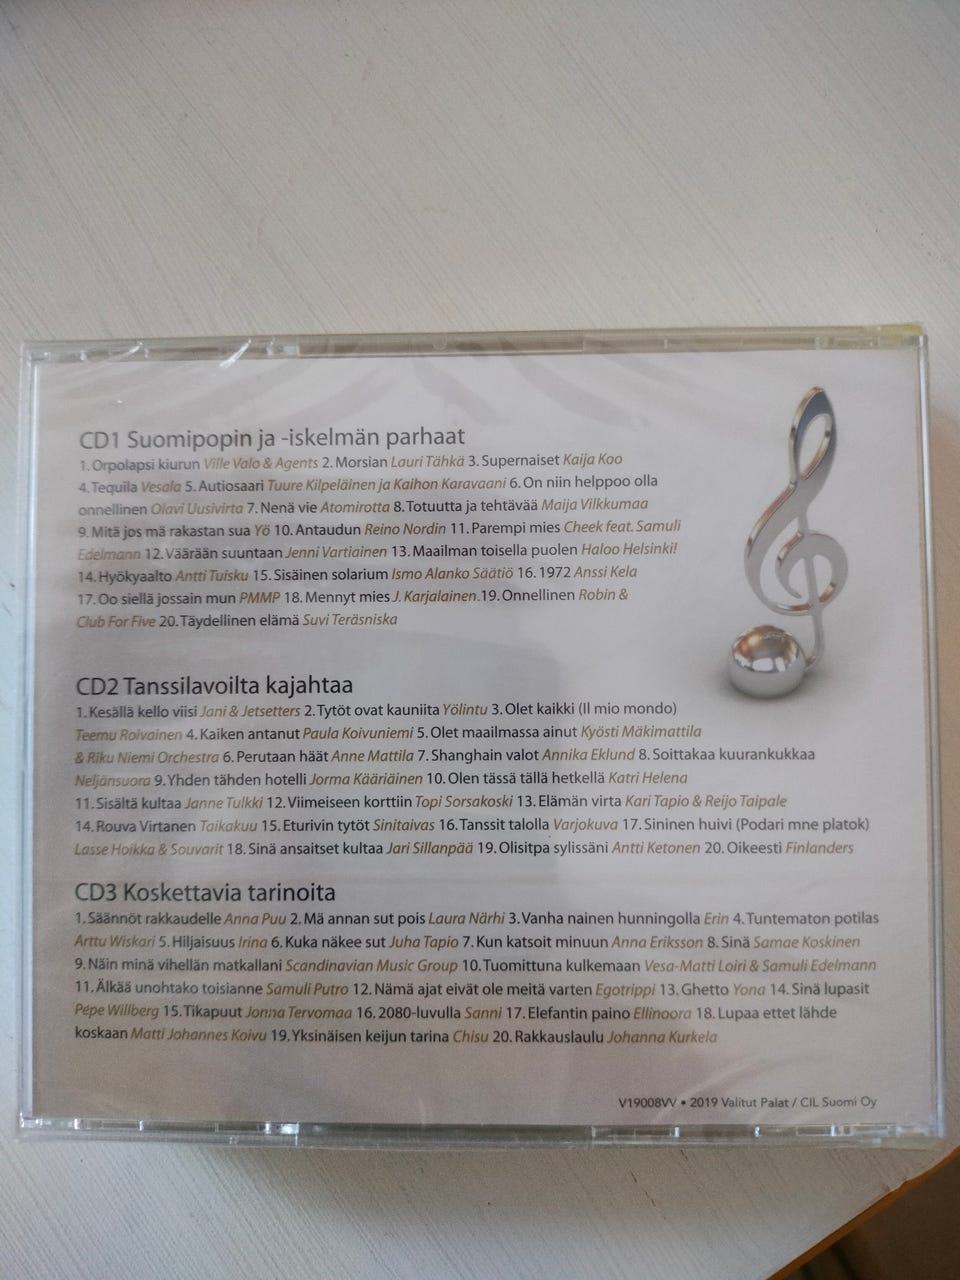 CD1 Suomipopin ja -iskelmän parhaat
1. Orpolapsi kiurun Ville Valo & Agents 2. Morsian Lauri Tähkä 3. Supernaiset Kaija Koo
4. Tequila Vesala 5. Autiosaari Tuure Kilpeläinen ja Kaihon Karavaani 6. On niin helppoo olla
onnellinen Olavi Uusivirta 7. Nenä vie Atomirotta 8. Totuutta ja tehtävää Maija Vilkkumaa
9. Mitä jos mä rakastan sua Yö 10. Antaudun Reino Nordin 11. Parempi mies Cheek feat. Samuli
Edelmann 12. Väärään suuntaan Jenni Vartiainen 13. Maailman toisella puolen Haloo Helsinki!
14. Hyökyaalto Antti Tuisku 15. Sisäinen solarium Ismo Alanko Säätiö 16. 1972 Anssi Kela
17. Oo siellä jossain mun PMMP 18. Mennyt mies J. Karjalainen 19. Onnellinen Robin &
Club For Five 20. Täydellinen elämä Suvi Teräsniska
CD2 Tanssilavoilta kajahtaa
1. Kesällä kello viisi Jani & Jetsetters 2. Tytöt ovat kauniita Yölintu 3. Olet kaikki (Il mio mondo)
Teemu Roivainen 4. Kaiken antanut Paula Koivuniemi 5. Olet maailmassa ainut Kyösti Mäkimattila
& Riku Niemi Orchestra 6. Perutaan häät Anne Mattila 7. Shanghain valot Annika Eklund 8. Soittakaa kuurankukkaa
Neljänsuora 9. Yhden tähden hotelli Jorma Kääriäinen 10. Olen tässä tällä hetkellä Katri Helena
11. Sisältä kultaa Janne Tulkki 12. Viimeiseen korttiin Topi Sorsakoski 13. Elämän virta Kari Tapio & Reijo Taipale
14. Rouva Virtanen Taikakuu 15. Eturivin tytöt Sinitaivas 16. Tanssit talolla Varjokuva 17. Sininen huivi (Podari mne platok)
Lasse Hoikka & Souvarit 18. Sinä ansaitset kultaa Jari Sillanpää 19. Olisitpa sylissäni Antti Ketonen 20. Oikeesti Finlanders
CD3 Koskettavia tarinoita
1. Säännöt rakkaudelle Anna Puu 2. Mä annan sut pois Laura Närhi 3. Vanha nainen hunningolla Erin 4. Tuntematon potilas
Arttu Wiskari 5. Hiljaisuus Irina 6. Kuka näkee sut Juha Tapio 7. Kun katsoit minuun Anna Eriksson 8. Sinä Samae Koskinen
9. Näin minä vihellän matkallani Scandinavian Music Group 10. Tuomittuna kulkemaan Vesa-Matti Loiri & Samuli Edelmann
11. Älkää unohtako toisianne Samuli Putro 12. Nämä ajat eivät ole meitä varten Egotrippi 13. Ghetto Yona 14. Sinä lupasit
Pepe Willberg 15. Tikapuut Jonna Tervomaa 16. 2080-luvulla Sanni 17. Elefantin paino Ellinoora 18. Lupaa ettet lähde
koskaan Matti Johannes Koivu 19. Yksinäisen keijun tarina Chisu 20. Rakkauslaulu Johanna Kurkela
V19008VV • 2019 Valitut Palat / CIL Suomi Oy